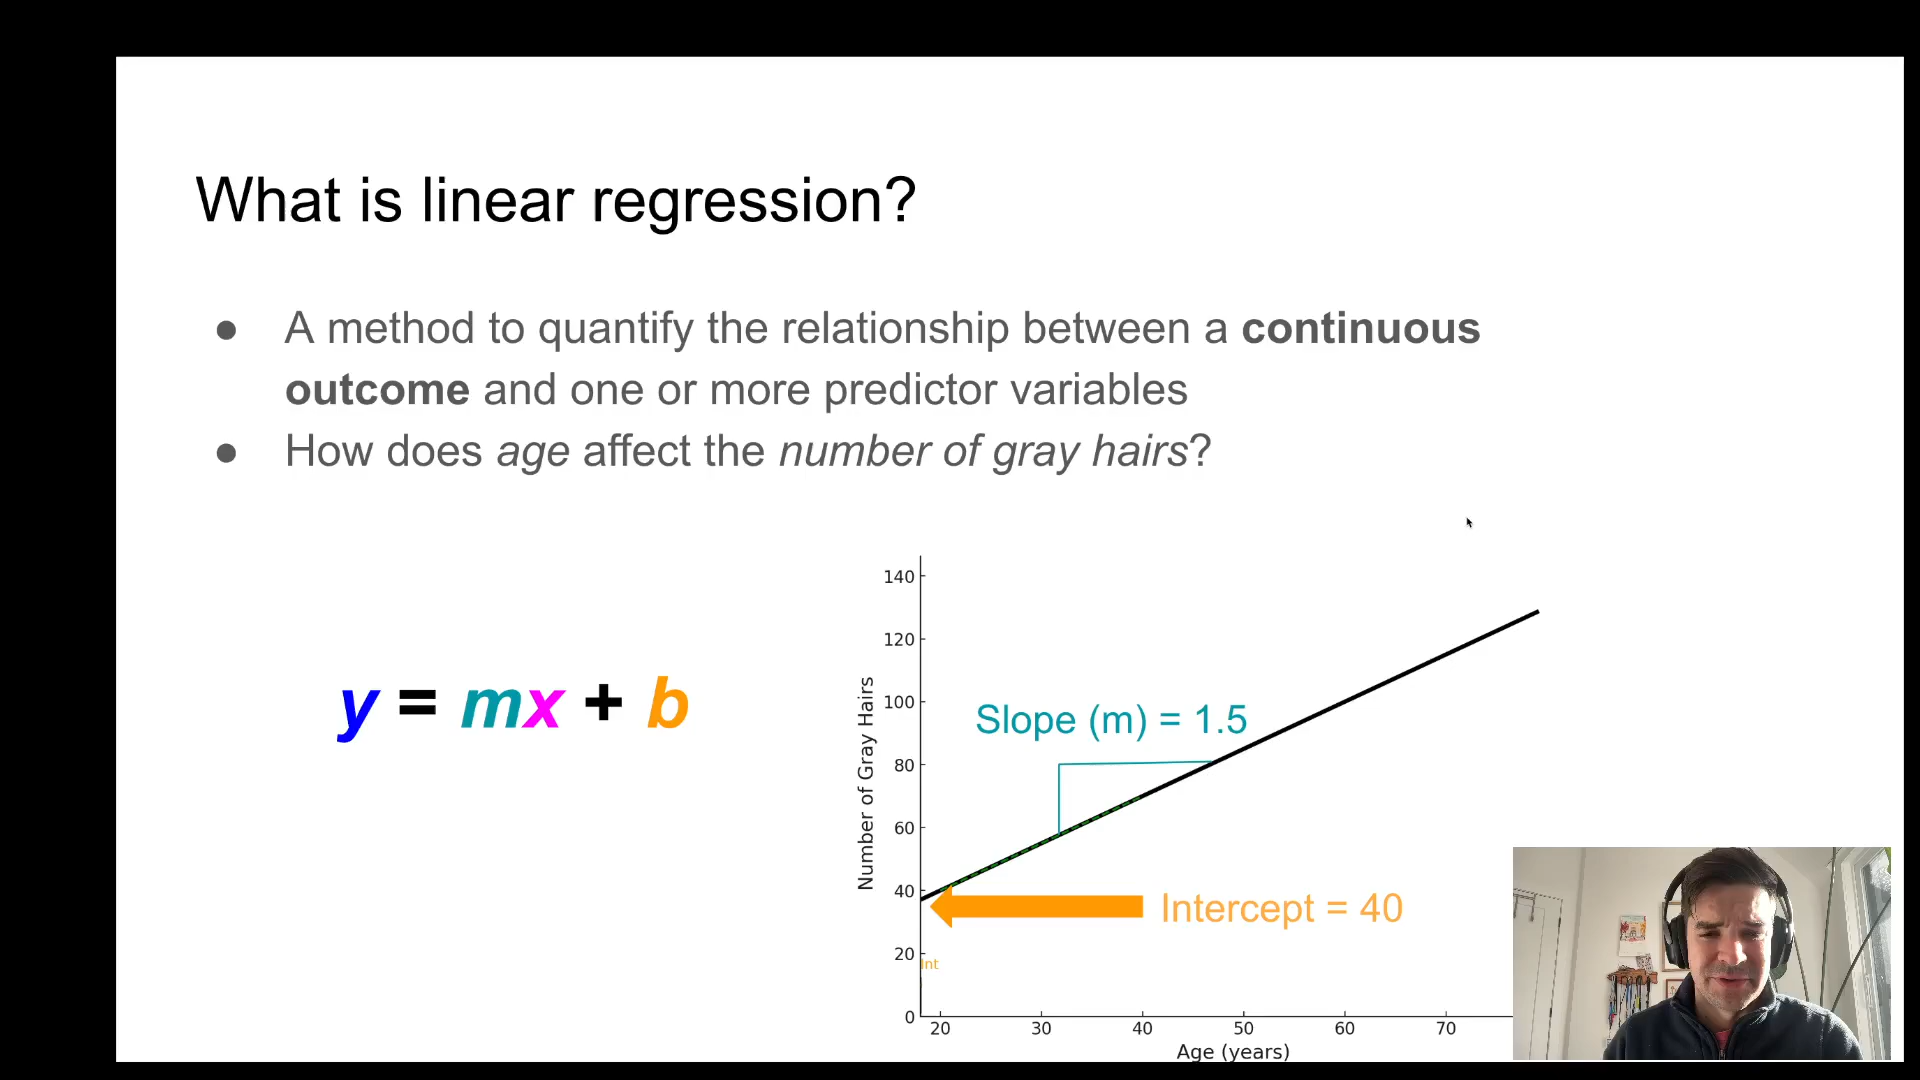 What is linear regression?
● A method to quantify the relationship between a continuous
outcome and one or more predictor variables
● How does age affect the number of gray hairs?
y = mx + b
140
120
100
80
60
40
20
0
Number of Gray Hairs
Slope (m) = 1.5
Intercept = 40
Int
20 30 40 50 60 70
Age (years)